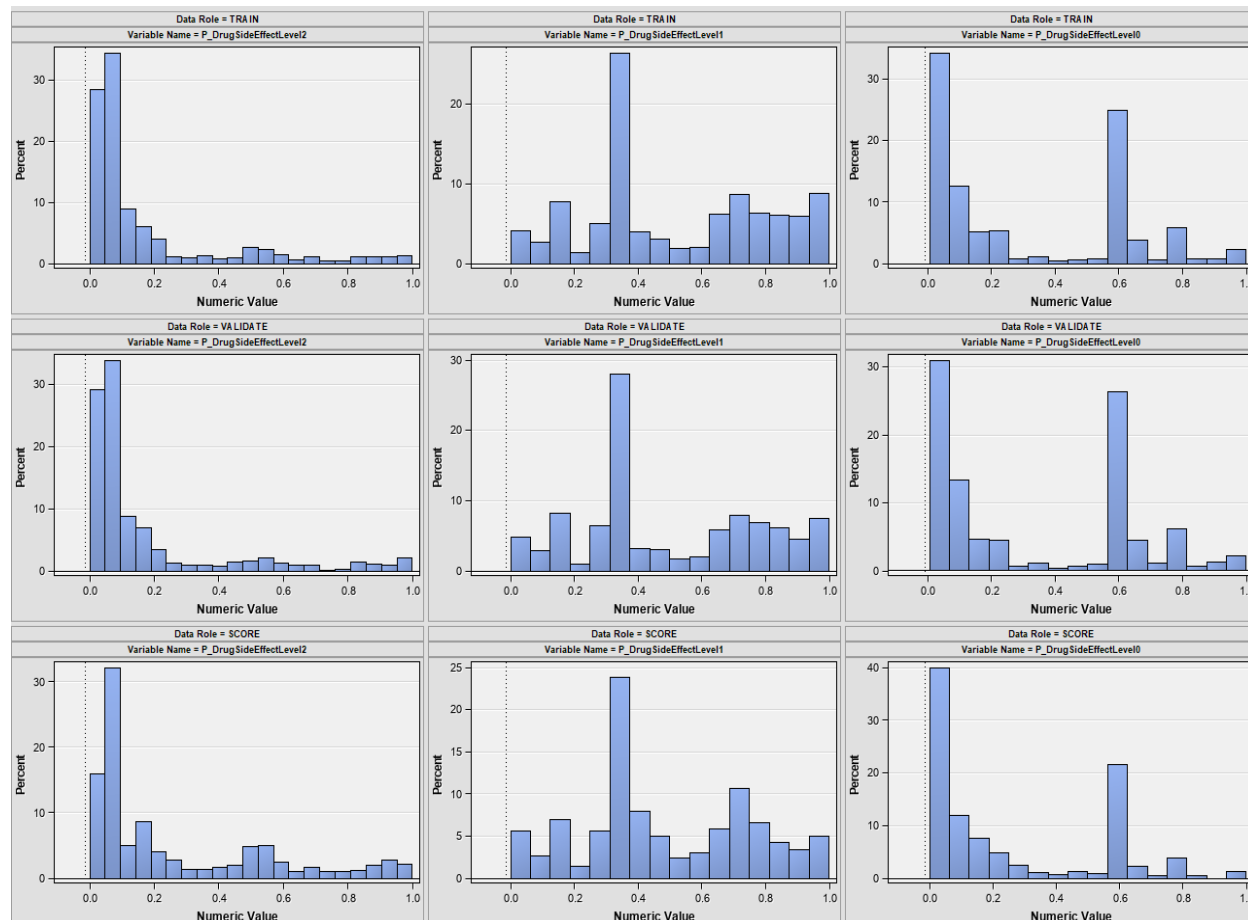 Data Role = TRAIN
Variable Name = P_DrugSideEffectLevel2
30
20
10
0
Percent
0.0 0.2 0.4 0.6 0.8 1.0
Numeric Value
Data Role = TRAIN
Variable Name = P_DrugSideEffectLevel1
20
10
0
Percent
0.0 0.2 0.4 0.6 0.8 1.0
Numeric Value
Data Role = TRAIN
Variable Name = P_DrugSideEffectLevel0
30
20
10
0
Percent
0.0 0.2 0.4 0.6 0.8 1.
Numeric Value
Data Role = VALIDATE
Variable Name = P_DrugSideEffectLevel2
30
20
10
0
Percent
0.0 0.2 0.4 0.6 0.8 1.0
Numeric Value
Data Role = VALIDATE
Variable Name = P_DrugSideEffectLevel1
30
20
10
0
Percent
0.0 0.2 0.4 0.6 0.8 1.0
Numeric Value
Data Role = VALIDATE
Variable Name = P_DrugSideEffectLevel0
30
20
10
0
Percent
0.0 0.2 0.4 0.6 0.8 1.
Numeric Value
Data Role = SCORE
Variable Name = P_DrugSideEffectLevel2
30
20
10
0
Percent
0.0 0.2 0.4 0.6 0.8 1.0
Numeric Value
Data Role = SCORE
Variable Name = P_DrugSideEffectLevel1
25
20
15
10
5
0
Percent
0.0 0.2 0.4 0.6 0.8 1.0
Numeric Value
Data Role = SCORE
Variable Name = P_DrugSideEffectLevel0
40
30
20
10
0
Percent
0.0 0.2 0.4 0.6 0.8 1.
Numeric Value